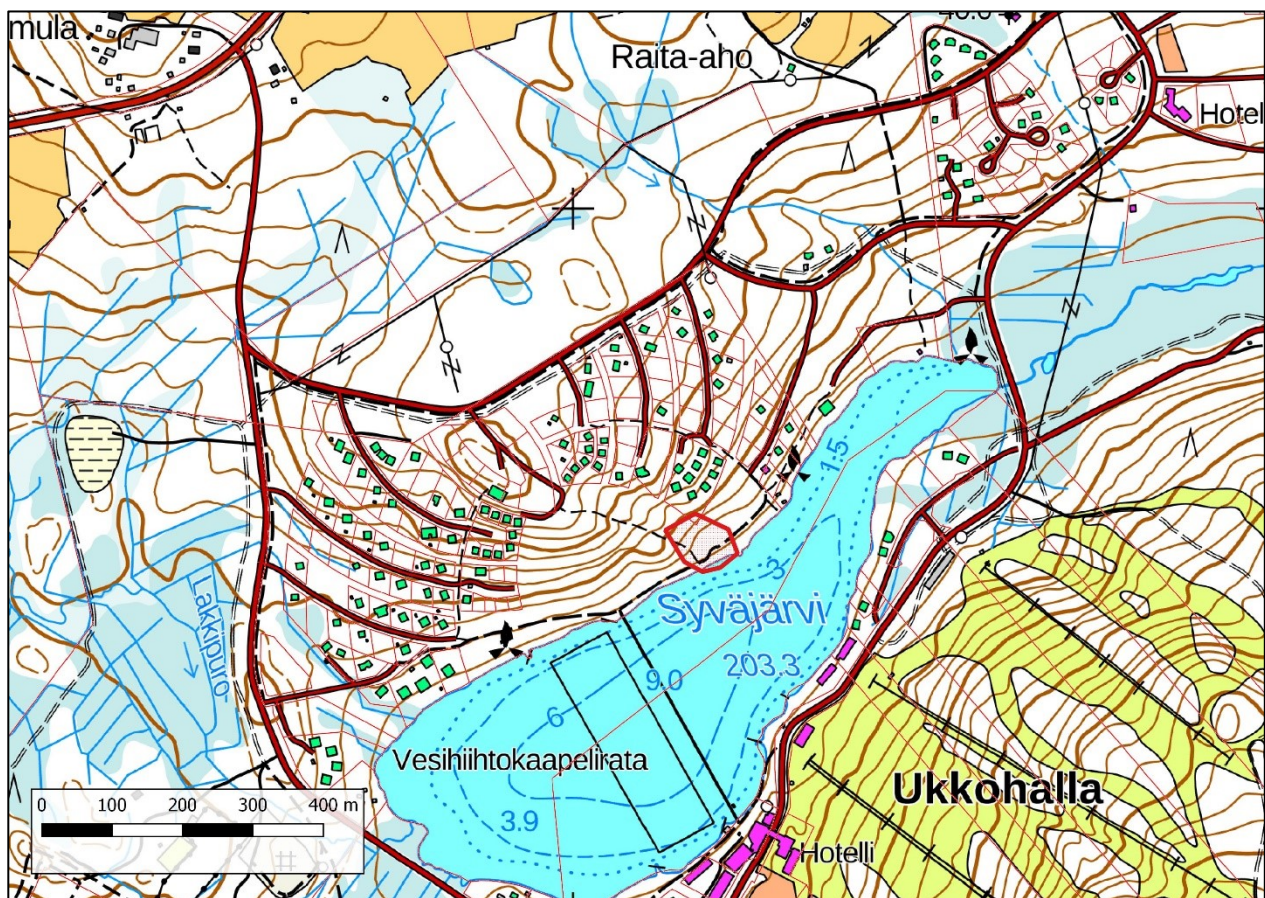 mula
Raita-aho
Hotel
1.5
3
Syväjärvi
203.3
9.0
6
Lakkipuro
Vesihiihtokaapelirata
Ukkohalla
0 100 200 300 400 m
3.9
Hotelli